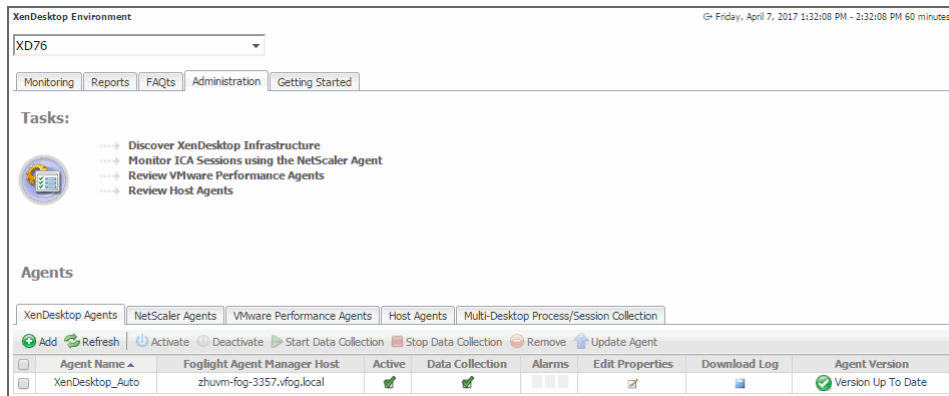 XenDesktop Environment
Friday, April 7, 2017 1:32:08 PM - 2:32:08 PM 60 minutes
XD76
Monitoring Reports FAQts Administration Getting Started
Tasks:
Discover XenDesktop Infrastructure
Monitor ICA Sessions using the NetScaler Agent
Review VMware Performance Agents
Review Host Agents
Agents
XenDesktop Agents NetScaler Agents VMware Performance Agents Host Agents Multi-Desktop Process/Session Collection
Add Refresh Activate Deactivate Start Data Collection Stop Data Collection Remove Update Agent
Agent Name Foglight Agent Manager Host Active Data Collection Alarms Edit Properties Download Log Agent Version
XenDesktop_Auto zhuvm-fog-3357.vfog.local Version Up To Date